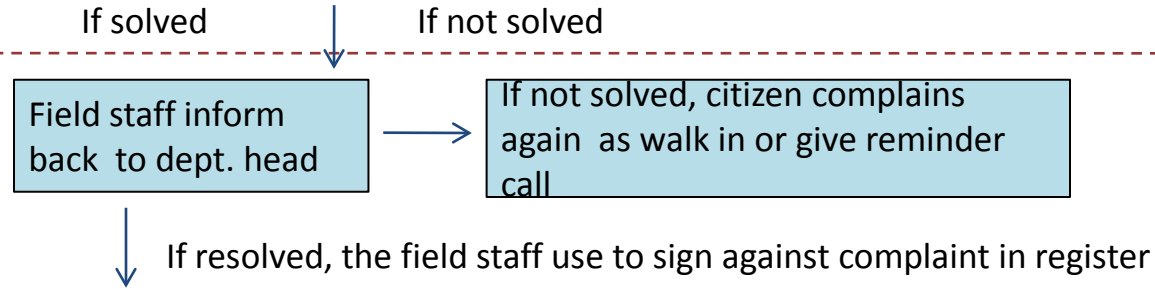 If solved
If not solved
Field staff inform
back to dept. head
If not solved, citizen complains
again as walk in or give reminder
call
If resolved, the field staff use to sign against complaint in register